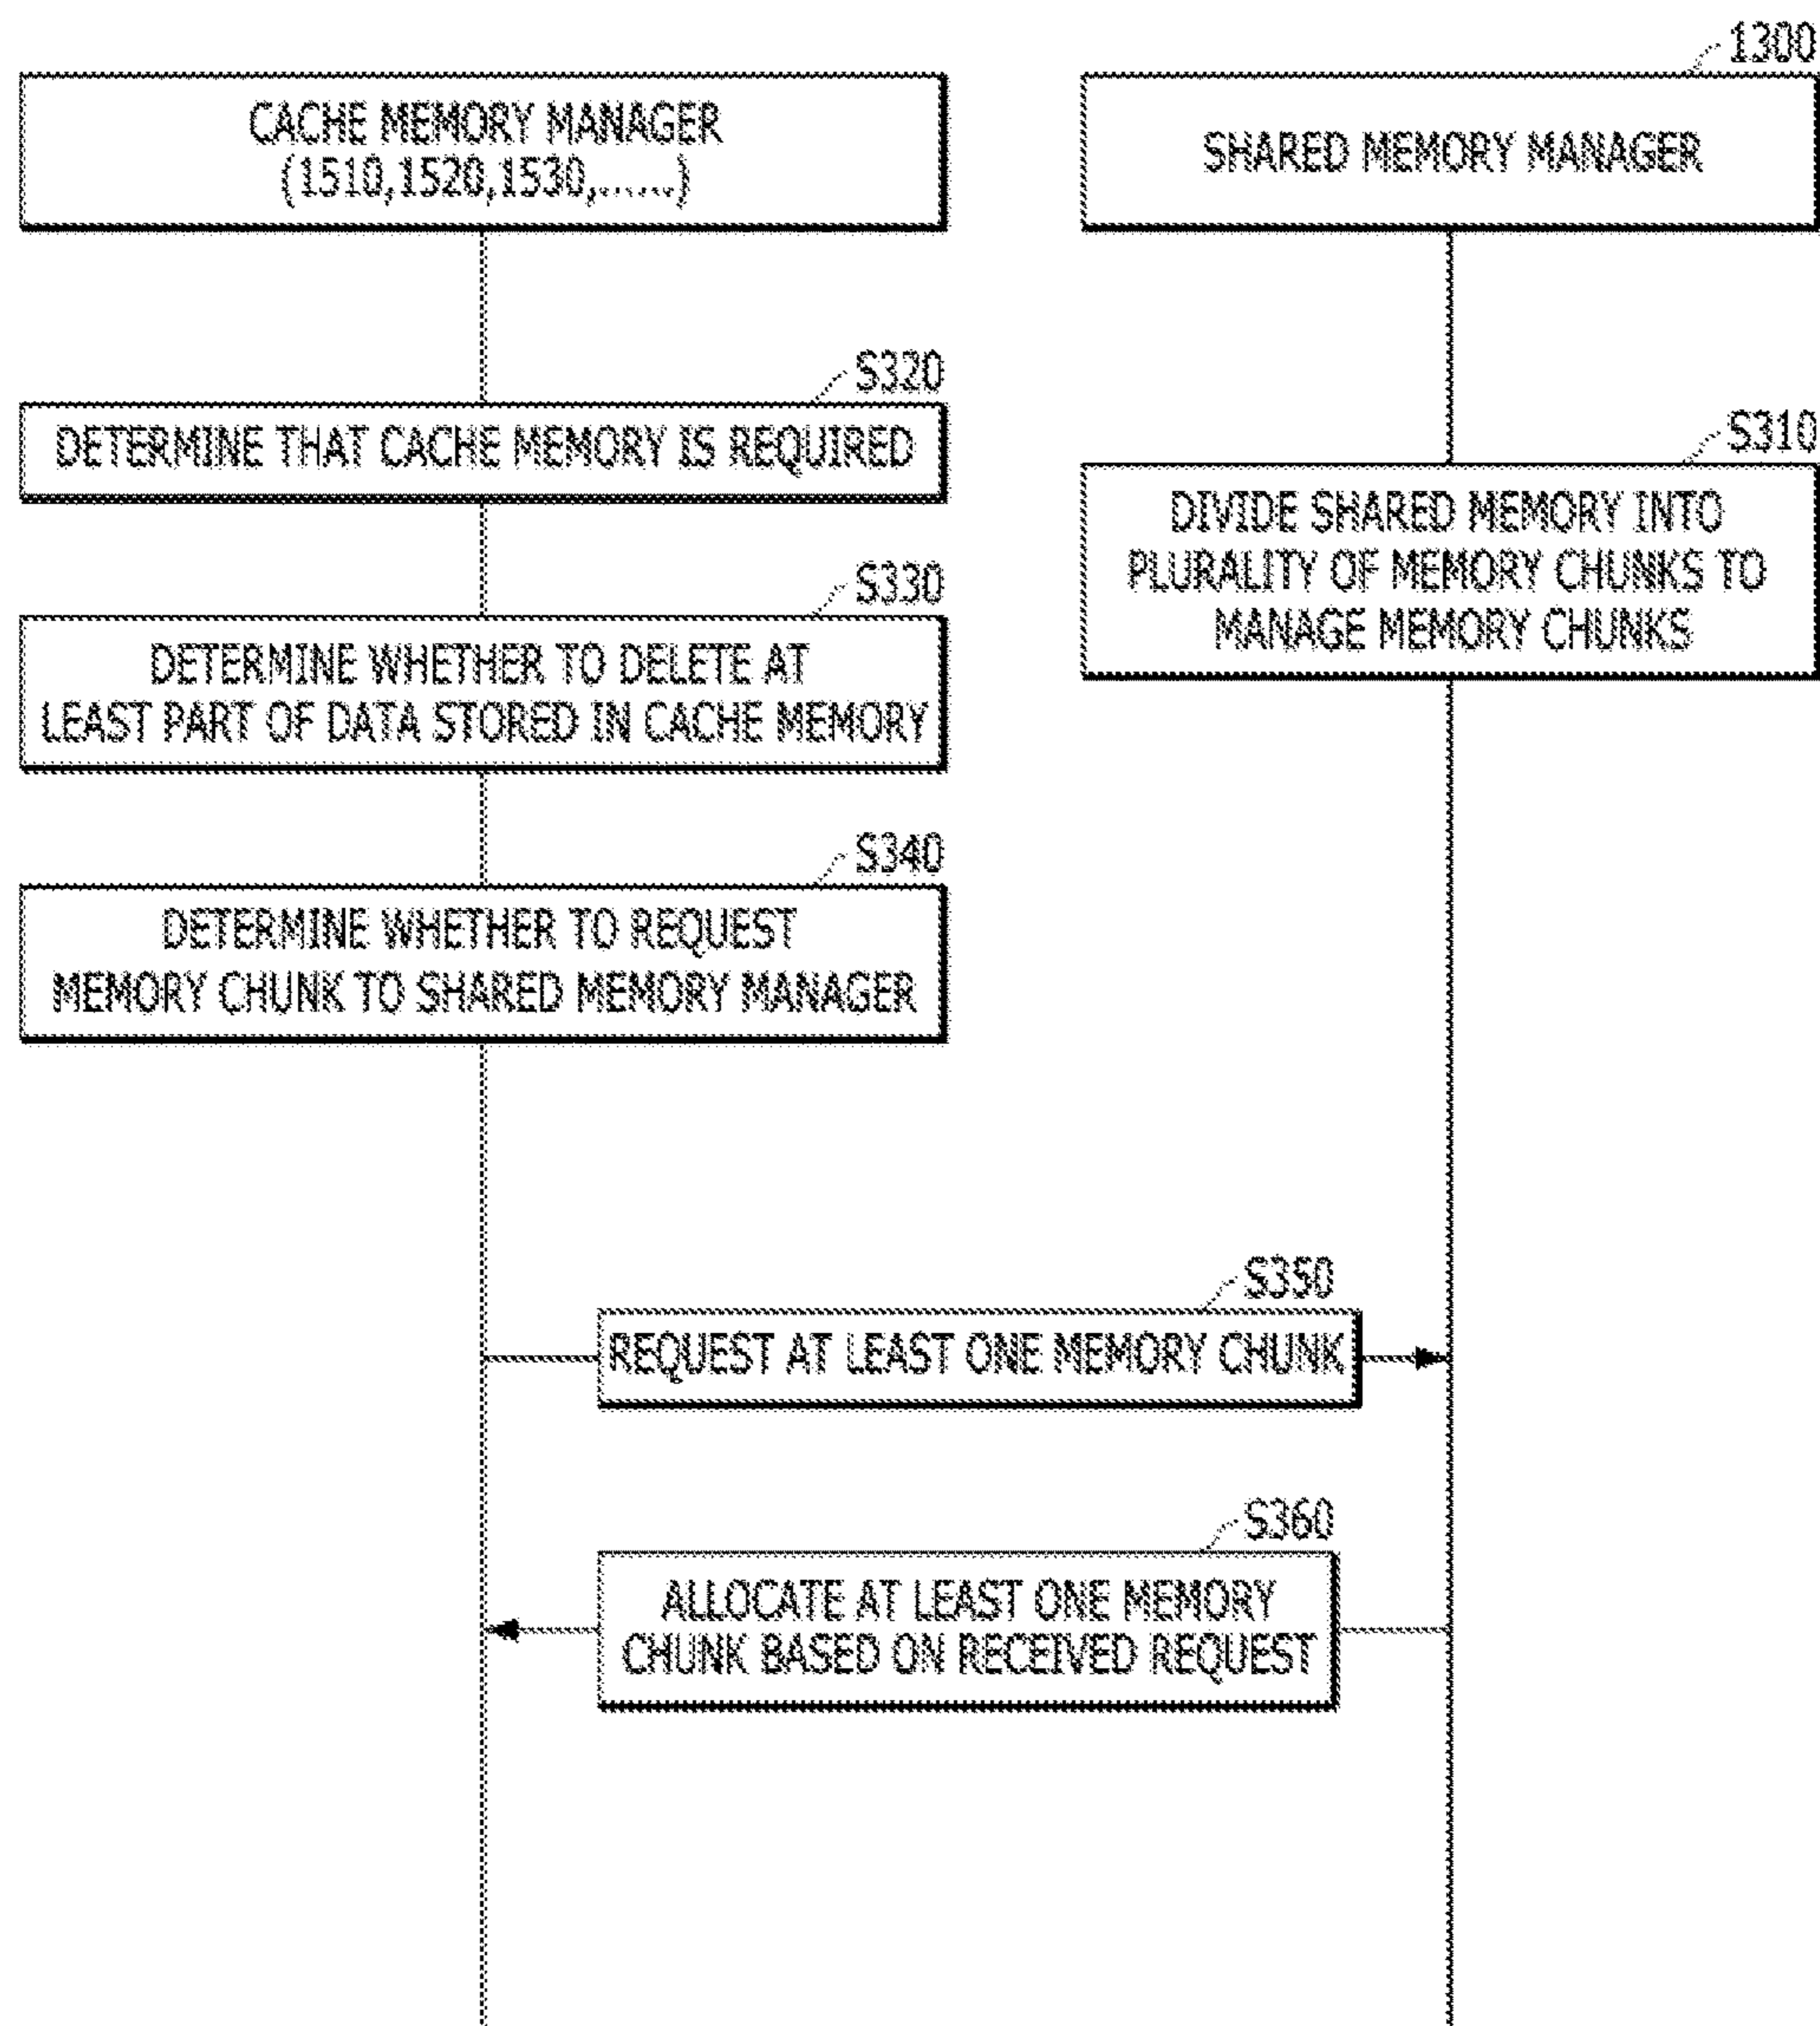 1300
CACHE MEMORY MANAGER
(1510,1520,1530,......)
SHARED MEMORY MANAGER
S320
DETERMINE THAT CACHE MEMORY IS REQUIRED
S310
DIVIDE SHARED MEMORY INTO
PLURALITY OF MEMORY CHUNKS TO
MANAGE MEMORY CHUNKS
S330
DETERMINE WHETHER TO DELETE AT
LEAST PART OF DATA STORED IN CACHE MEMORY
S340
DETERMINE WHETHER TO REQUEST
MEMORY CHUNK TO SHARED MEMORY MANAGER
S350
REQUEST AT LEAST ONE MEMORY CHUNK
S360
ALLOCATE AT LEAST ONE MEMORY
CHUNK BASED ON RECEIVED REQUEST